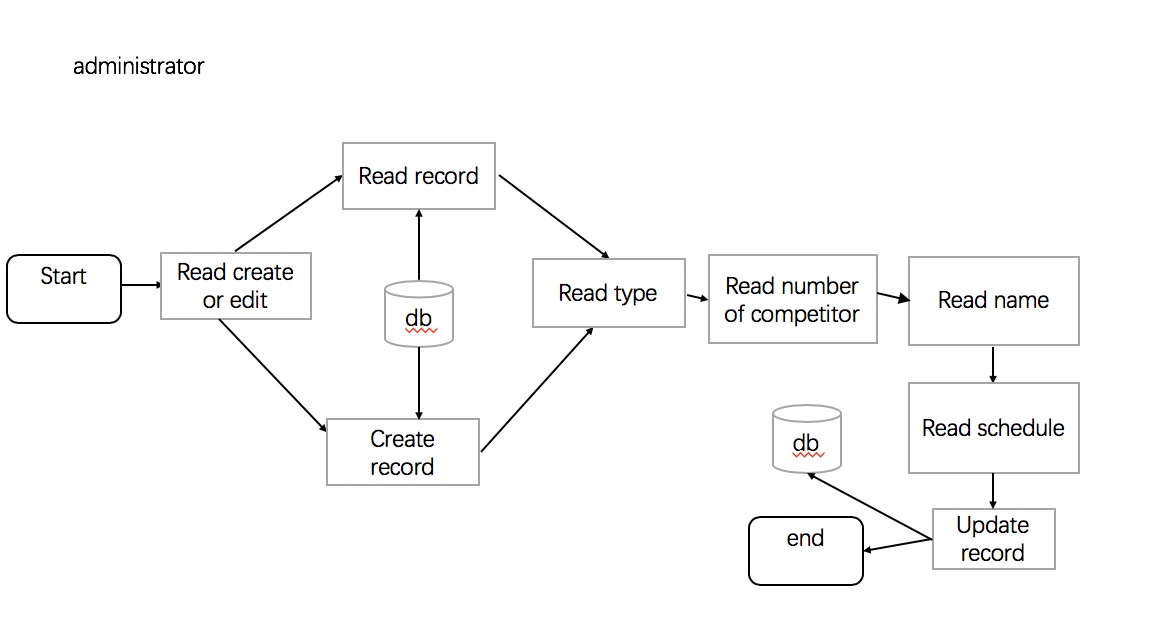 administrator
Start
Read create
or edit
Read record
db
Create
record
Read type
Read number
of competitor
Read name
Read schedule
Update
record
db
end